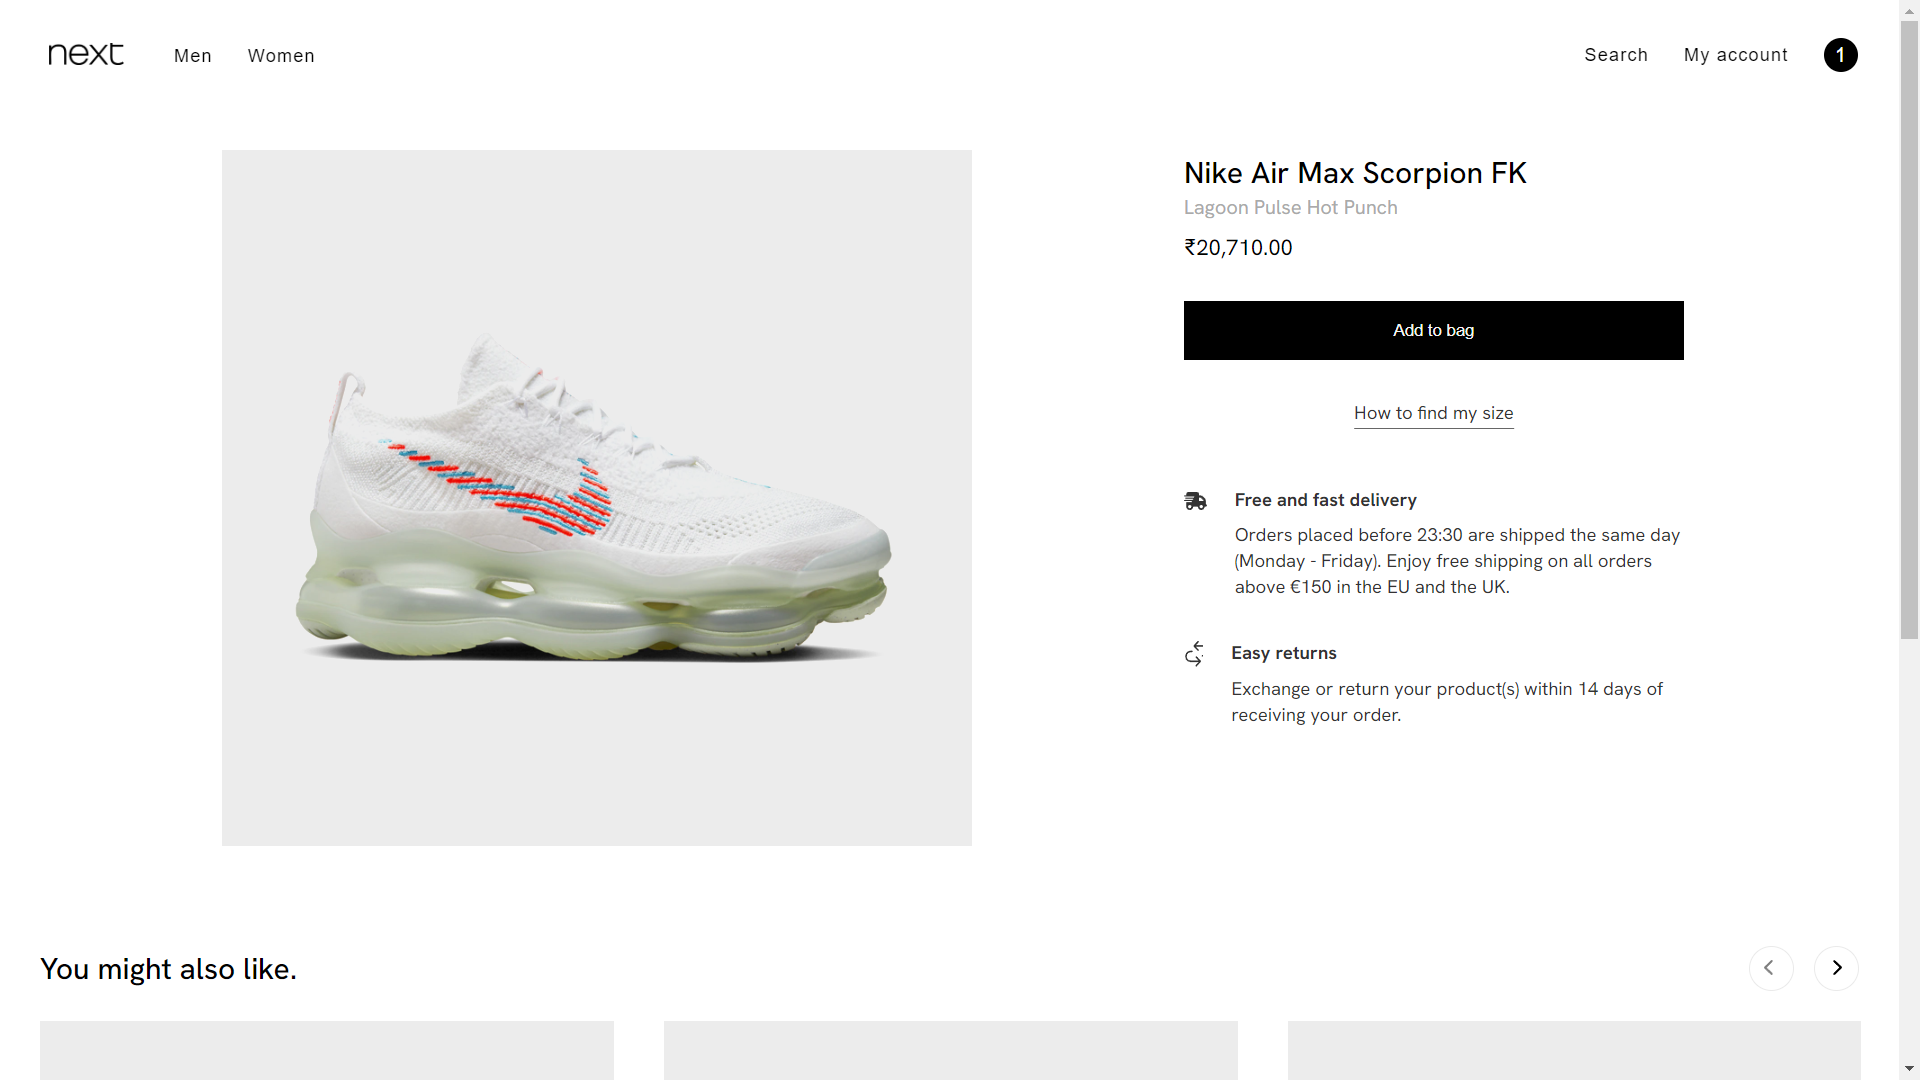 next
Men
Women
Search
My account
1
Nike Air Max Scorpion FK
Lagoon Pulse Hot Punch
₹20,710.00
Add to bag
How to find my size
Free and fast delivery
Orders placed before 23:30 are shipped the same day
(Monday - Friday). Enjoy free shipping on all orders
above €150 in the EU and the UK.
Easy returns
Exchange or return your product(s) within 14 days of
receiving your order.
You might also like.